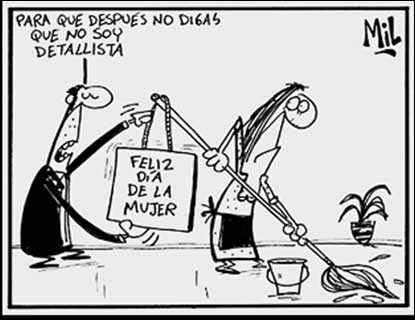 PARA QUE DESPUÉS NO DIGAS
QUE NO SOY
DETALLISTA
MiL
FELIZ
DÍA
DE LA
MUJER